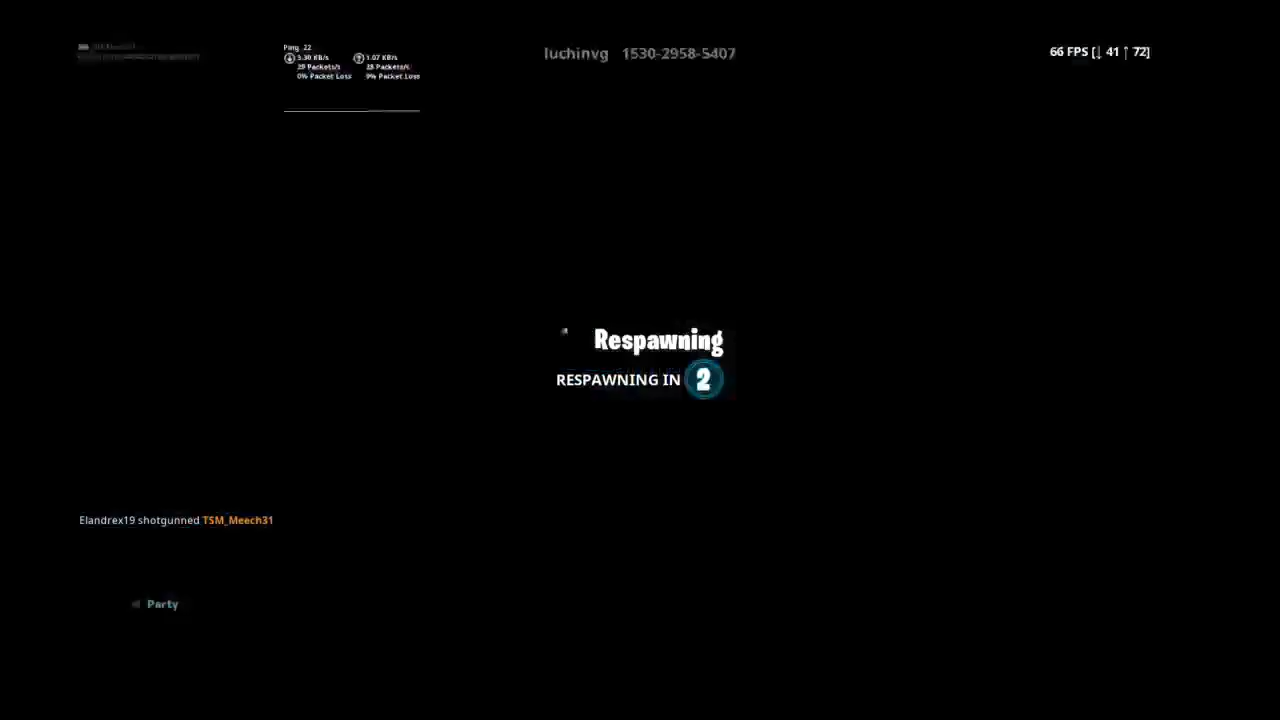 Ping 22
3.30 KB/s 1.07 KB/s
0% Packet Loss 0% Packet Loss
luchinvg 1530-2958-5407
66 FPS [↓ 41 ↑ 72]
Respawning
RESPAWNING IN 2
Elandrex19 shotgunned TSM_Meech31
Party